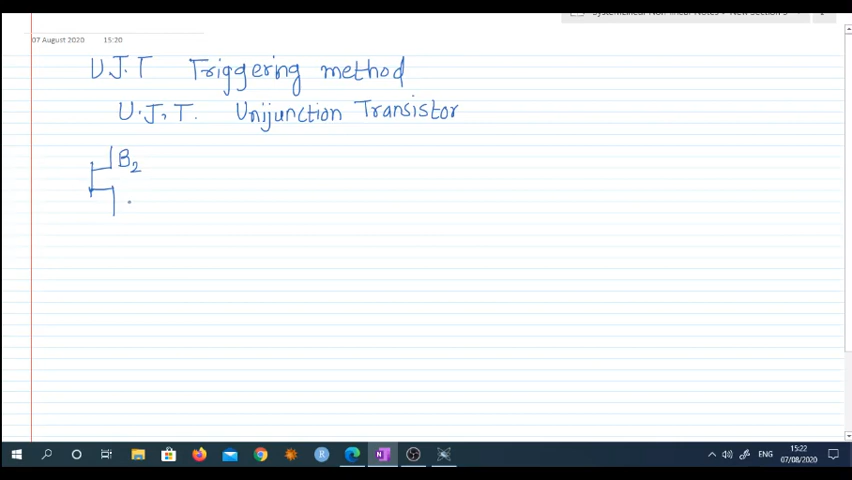 07 August 2020 15:20
U.J.T Triggering method
U.J.T. Unijunction Transistor
B2
ENG
15:22
07/08/2020